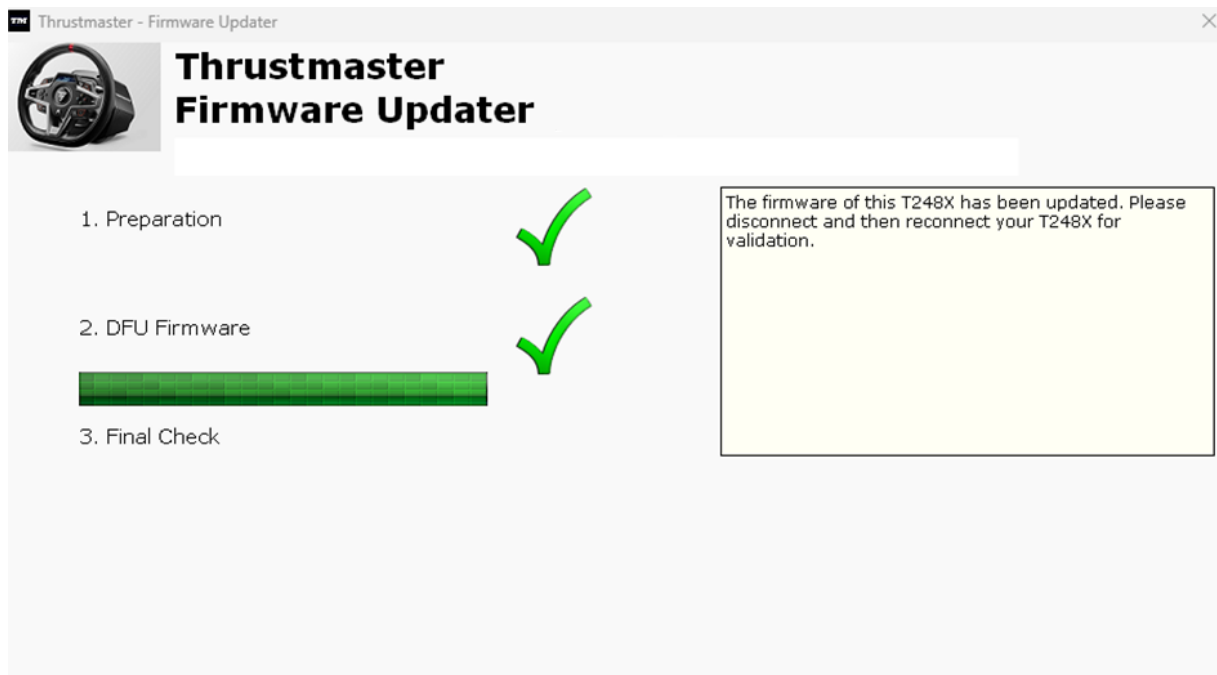 TM Thrustmaster - Firmware Updater
Thrustmaster
Firmware Updater
1. Preparation
The firmware of this T248X has been updated. Please
disconnect and then reconnect your T248X for
validation.
2. DFU Firmware
3. Final Check